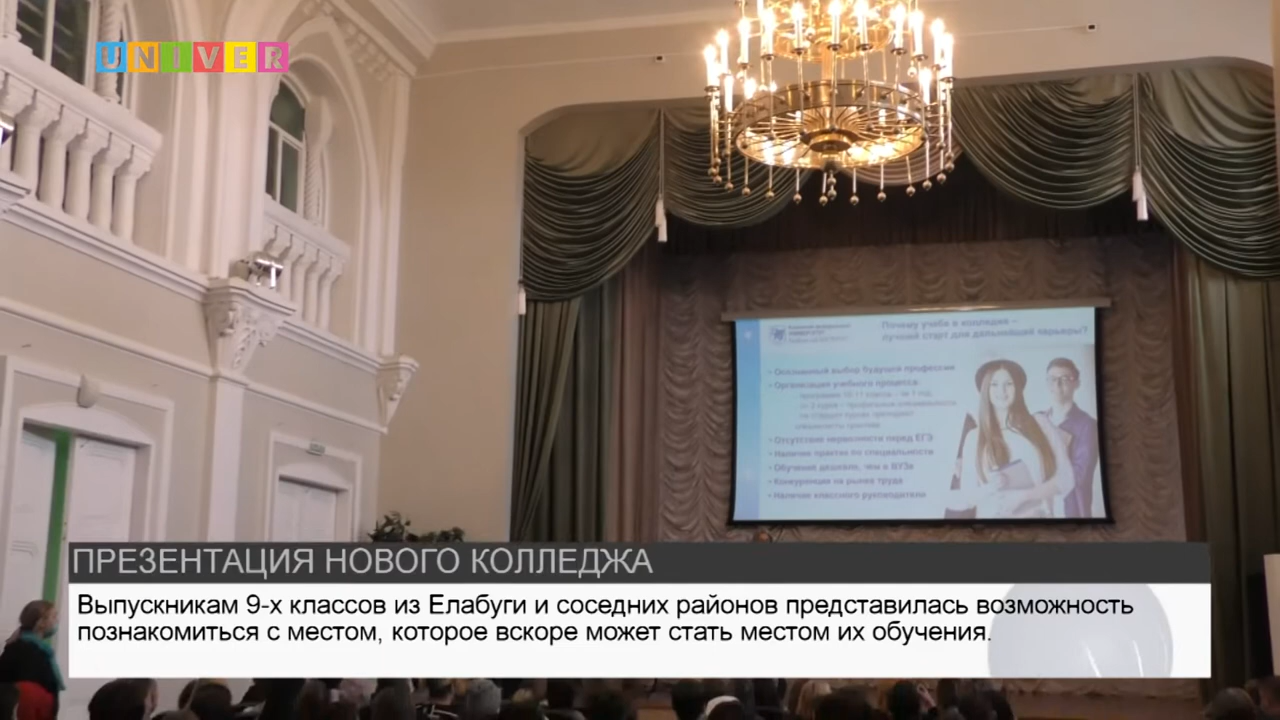 UNIVER
УНИВЕРСИТЕТ
Почему учеба в колледже –
лучший старт для дальнейшей карьеры?
• Осознанный выбор будущей профессии
• Организация учебного процесса:
• Отсутствие нервозности перед ЕГЭ
• Наличие практик по специальности
• Обучение дешевле, чем в ВУЗе
• Конкуренция на рынке труда
• Наличие классного руководителя
ПРЕЗЕНТАЦИЯ НОВОГО КОЛЛЕДЖА
Выпускникам 9-х классов из Елабуги и соседних районов представилась возможность
познакомиться с местом, которое вскоре может стать местом их обучения.